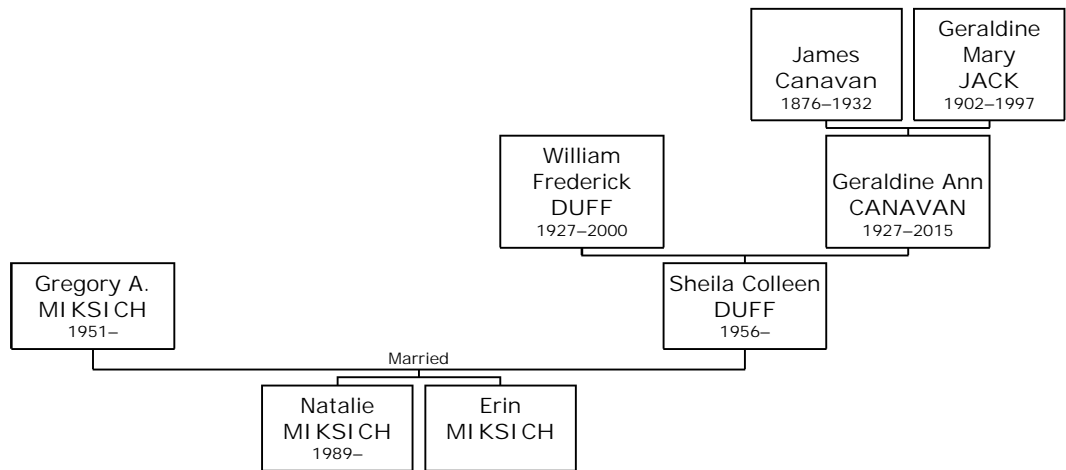 James
Canavan
1876–1932
Geraldine
Mary
JACK
1902–1997
William
Frederick
DUFF
1927–2000
Geraldine Ann
CANAVAN
1927–2015
Gregory A.
MIKSICH
1951–
Sheila Colleen
DUFF
1956–
Married
Natalie
MIKSICH
1989–
Erin
MIKSICH